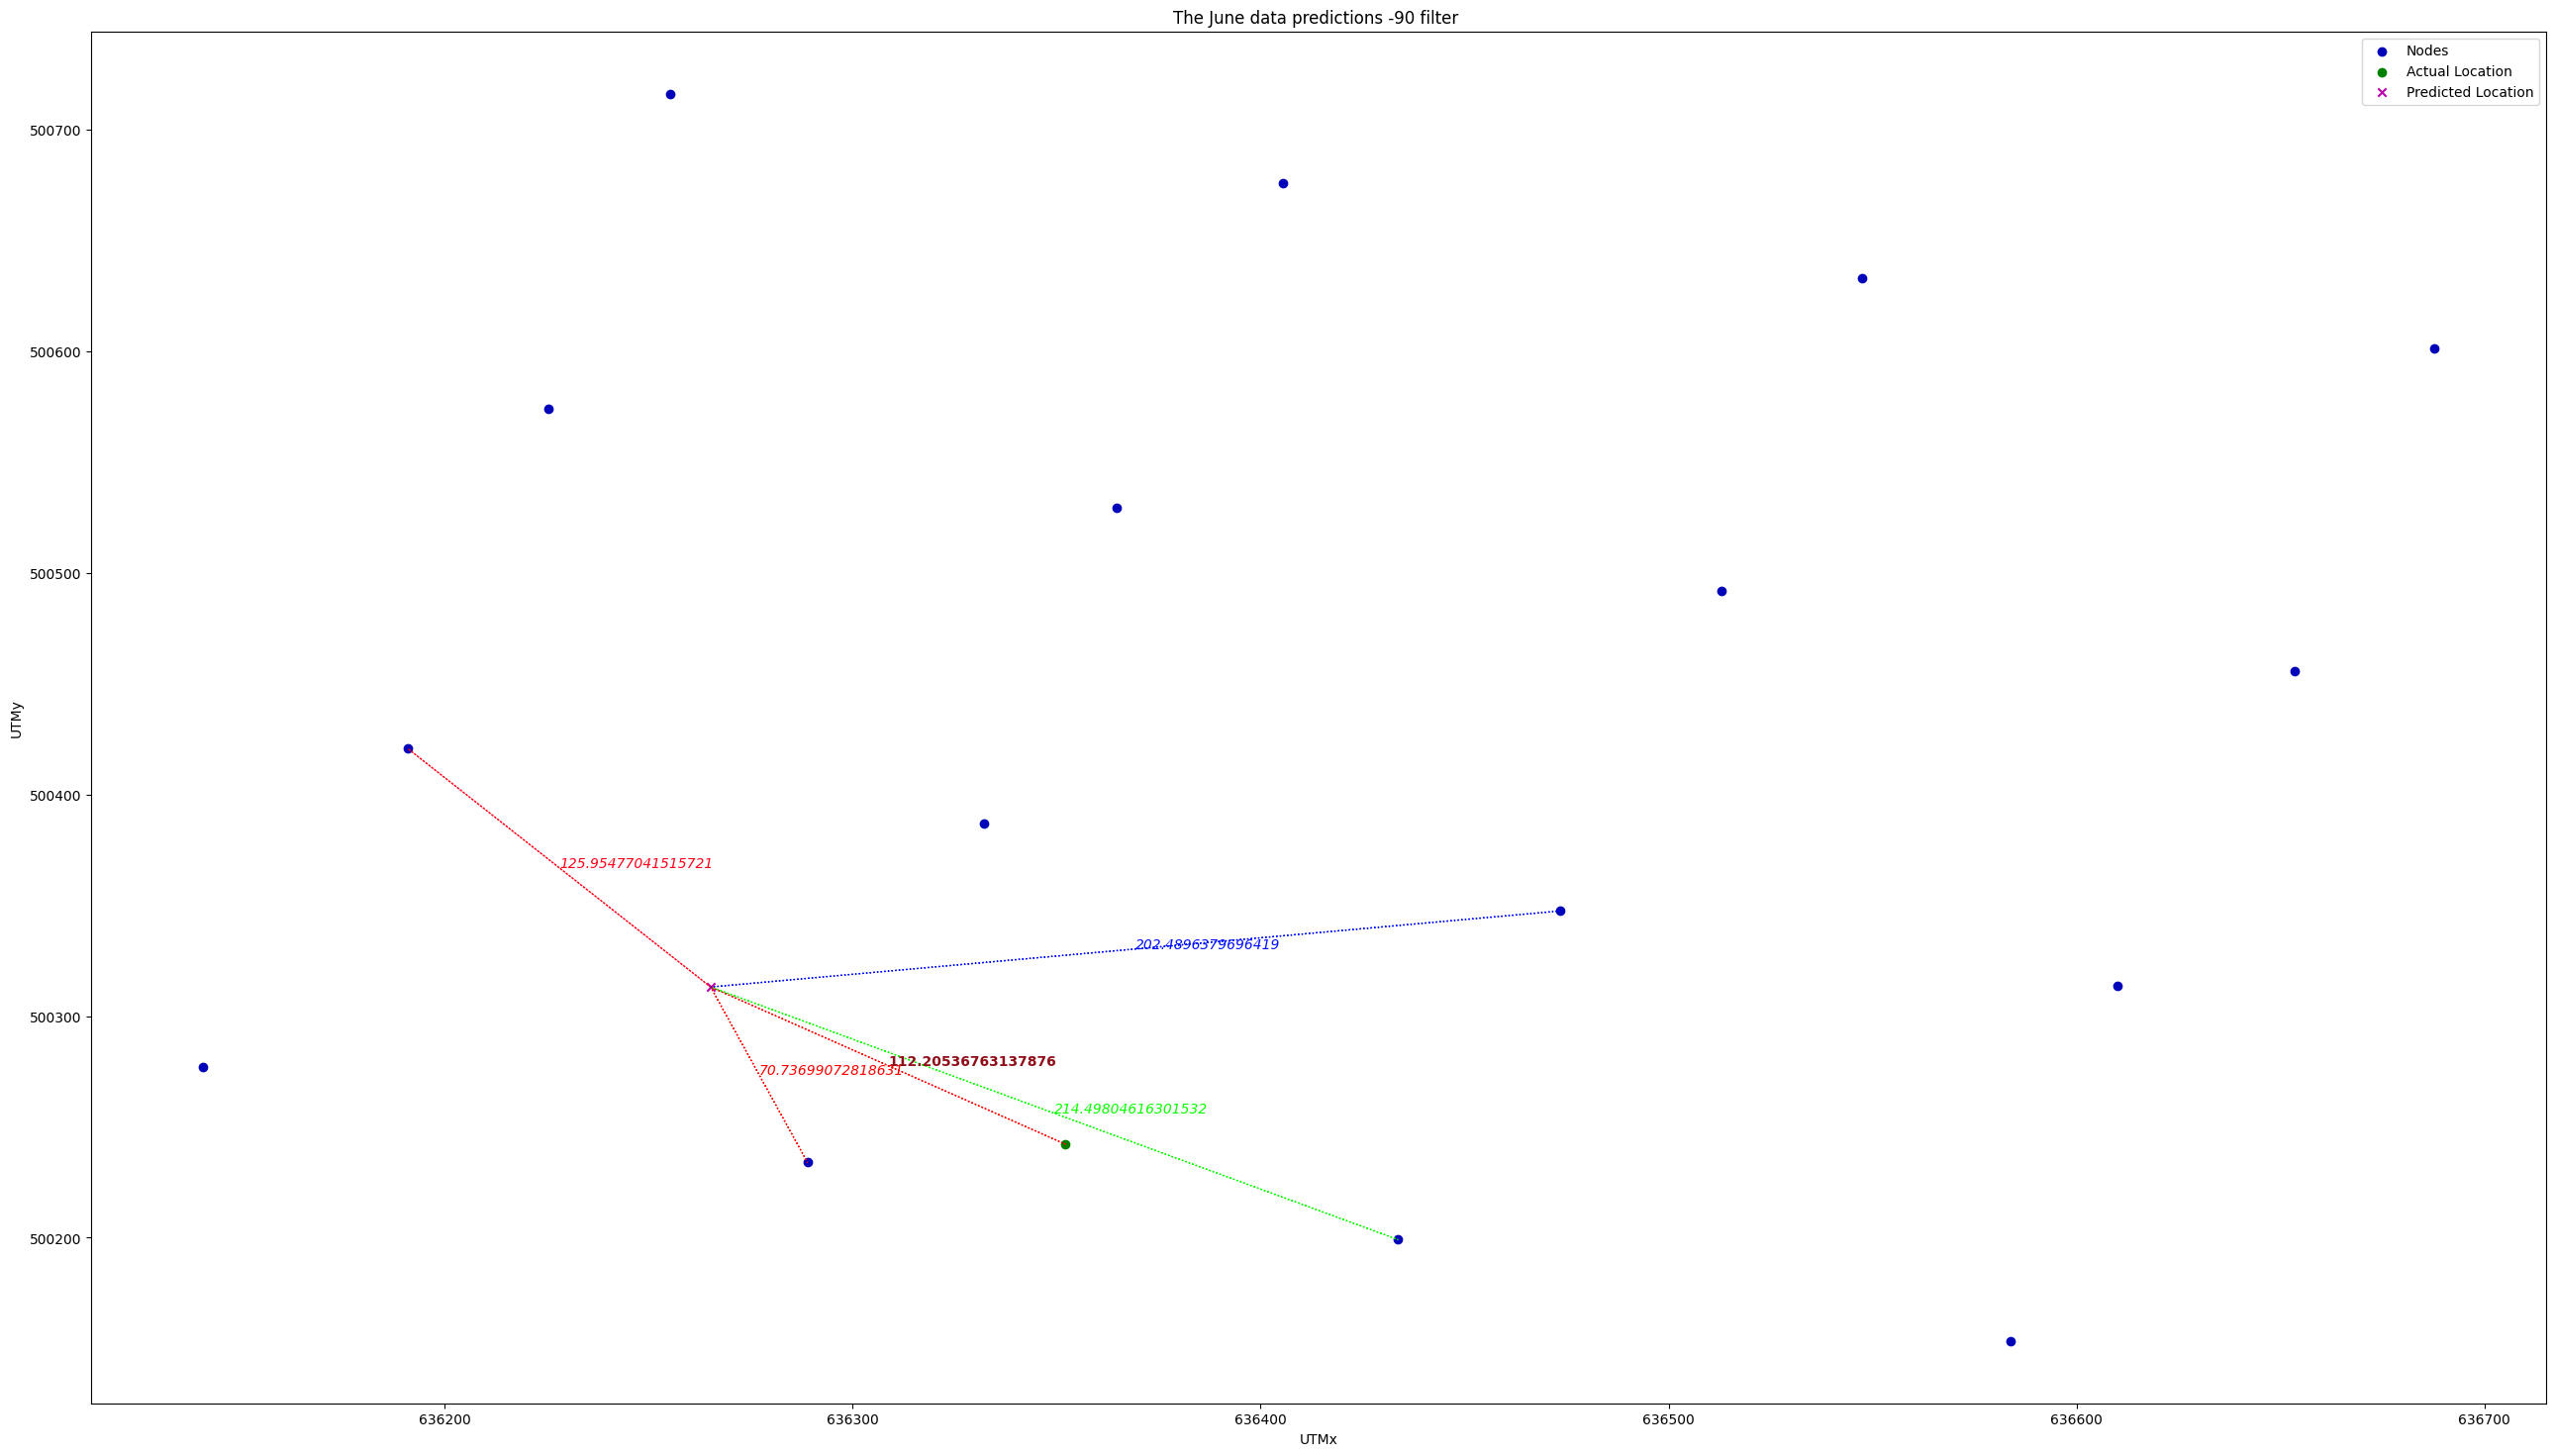 The June data predictions -90 filter
Nodes
Actual Location
Predicted Location
500700
500600
500500
500400
500300
500200
UTMy
125.95477041515721
202.4896379696419
112.20536763137876
70.73699072818631
214.49804616301532
636200
636300
636400
636500
636600
636700
UTMx